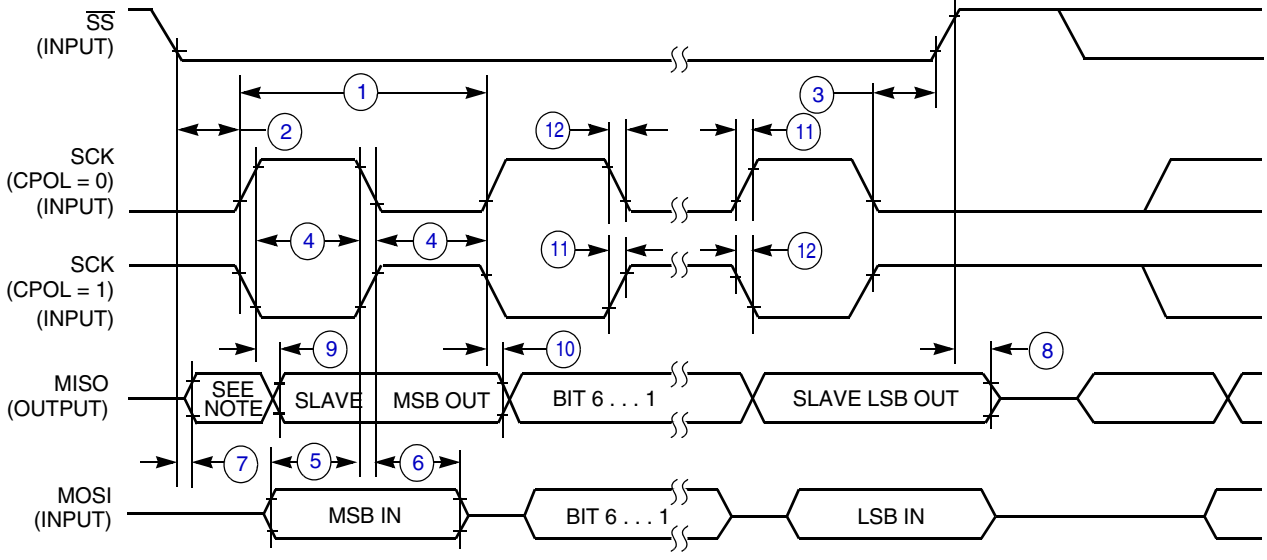 SS
(INPUT)
1
3
2
12
11
SCK
(CPOL = 0)
(INPUT)
4
4
11
12
SCK
(CPOL = 1)
(INPUT)
9
10
8
MISO
(OUTPUT)
SEE
NOTE
SLAVE
MSB OUT
BIT 6 . . . 1
SLAVE LSB OUT
7
5
6
MOSI
(INPUT)
MSB IN
BIT 6 . . . 1
LSB IN